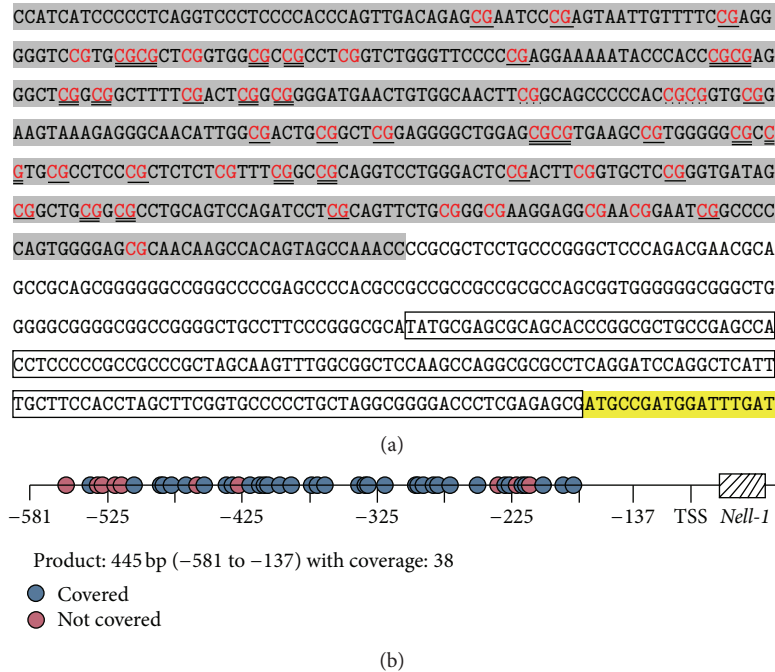 CCATCATCCCCCTCAGGTCCCTCCCCACCCAGTTGACAGAGCGAATCCCGAGTAATTGTTTTCCGAGG
GGGTCCGTGCGCGCTCGGTGGCGCCGCCTCGGTCTGGGTTCCCCCGAGGAAAAATACCCACCCGCGAG
GGCTCGGCGGCTTTTCGACTCGGCGGGGATGAACTGTGGCAACTTCGGCAGCCCCCACCGCGGTGCGG
AAGTAAAGAGGGCAACATTGGCGACTGCGGCTCGGAGGGGCTGGAGCGCGTGAAGCCGTGGGGGCGCC
GTGCGCCTCCCGCTCTCTCGTTTCGGCCGCAGGTCCTGGGACTCCGACTTCGGTGCTCCGGGTGATAG
CGGCTGCGGCGCCTGCAGTCCAGATCCTCGCAGTTCTGCGGGCGAAGGAGGCGAACGGAATCGGCCCC
CAGTGGGGAGCGCAACAAGCCACAGTAGCCAAACCCCGCGCTCCTGCCCGGGCTCCCAGACGAACGCA
GCCGCAGCGGGGGGCCGGGCCCCGAGCCCCACGCCGCCGCCGCCGCGCCAGCGGTGGGGGGCGGGCTG
GGGGCGGGGCGGCCGGGGCTGCCTTCCCGGGCGCATATGCGAGCGCAGCACCCGGCGCTGCCGAGCCA
CCTCCCCCGCCGCCCGCTAGCAAGTTTGGCGGCTCCAAGCCAGGCGCGCCTCAGGATCCAGGCTCATT
TGCTTCCACCTAGCTTCGGTGCCCCCTGCTAGGCGGGGACCCTCGAGAGCGATGCCGATGGATTTGAT
(a)
−581 −525 −425 −325 −225 −137 TSS Nell-1
Product: 445 bp (−581 to −137) with coverage: 38
Covered
Not covered
(b)